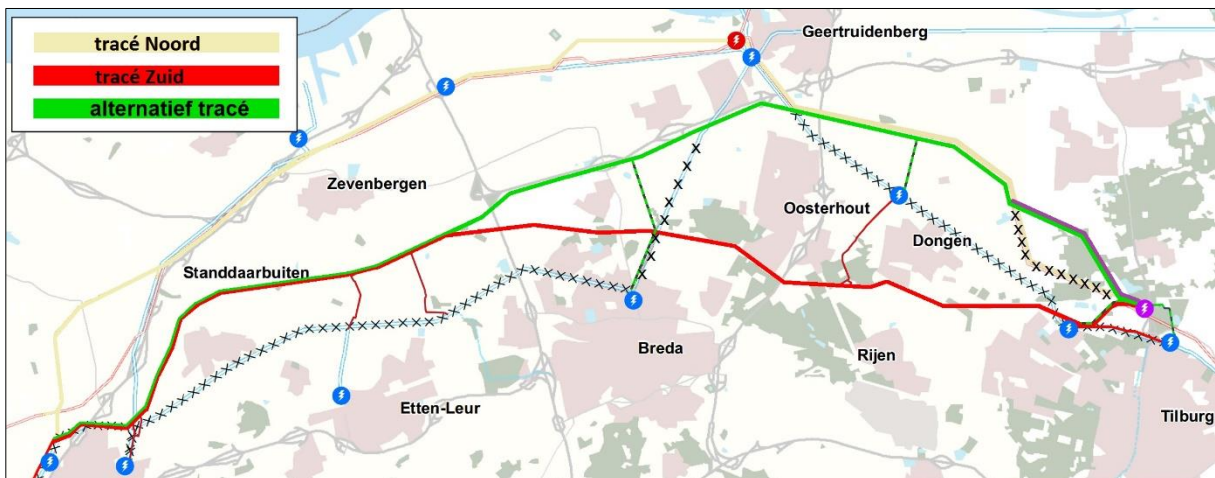 tracé Noord
tracé Zuid
alternatief tracé
Geertruidenberg
Zevenbergen
Oosterhout
Dongen
Standdaarbuiten
Breda
Rijen
Etten-Leur
Tilburg